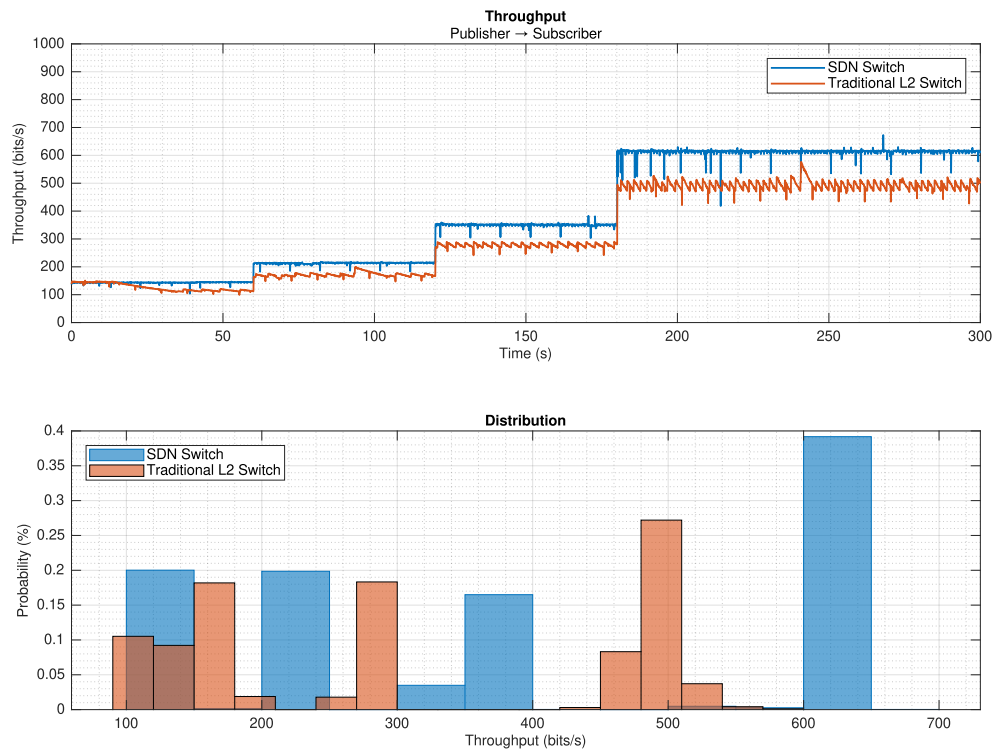 Throughput
Publisher → Subscriber
Throughput (bits/s)
1000
900
800
700
600
500
400
300
200
100
0
SDN Switch
Traditional L2 Switch
0 50 100 150 200 250 300
Time (s)
Distribution
Probability (%)
0.4
0.35
0.3
0.25
0.2
0.15
0.1
0.05
0
SDN Switch
Traditional L2 Switch
100 200 300 400 500 600 700
Throughput (bits/s)